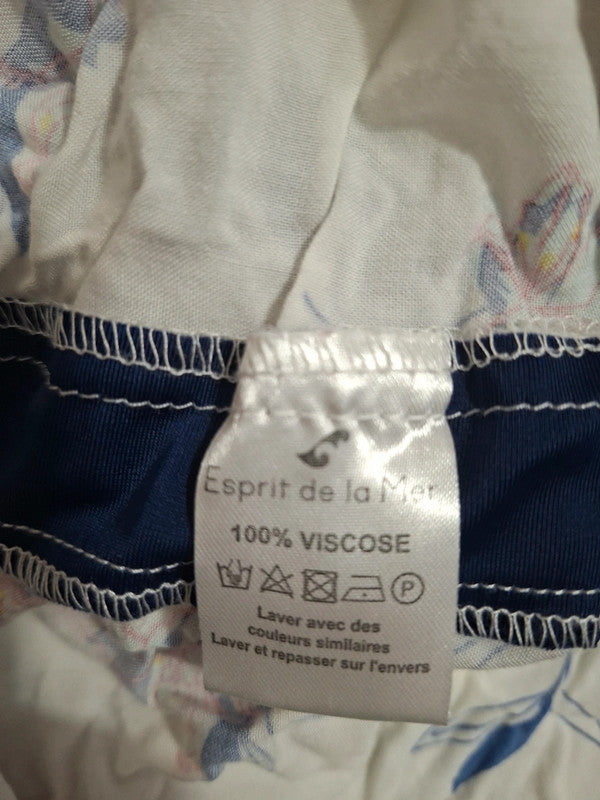 Esprit de la Mer
100% VISCOSE
P
Laver avec des
couleurs similaires
Laver et repasser sur l'envers